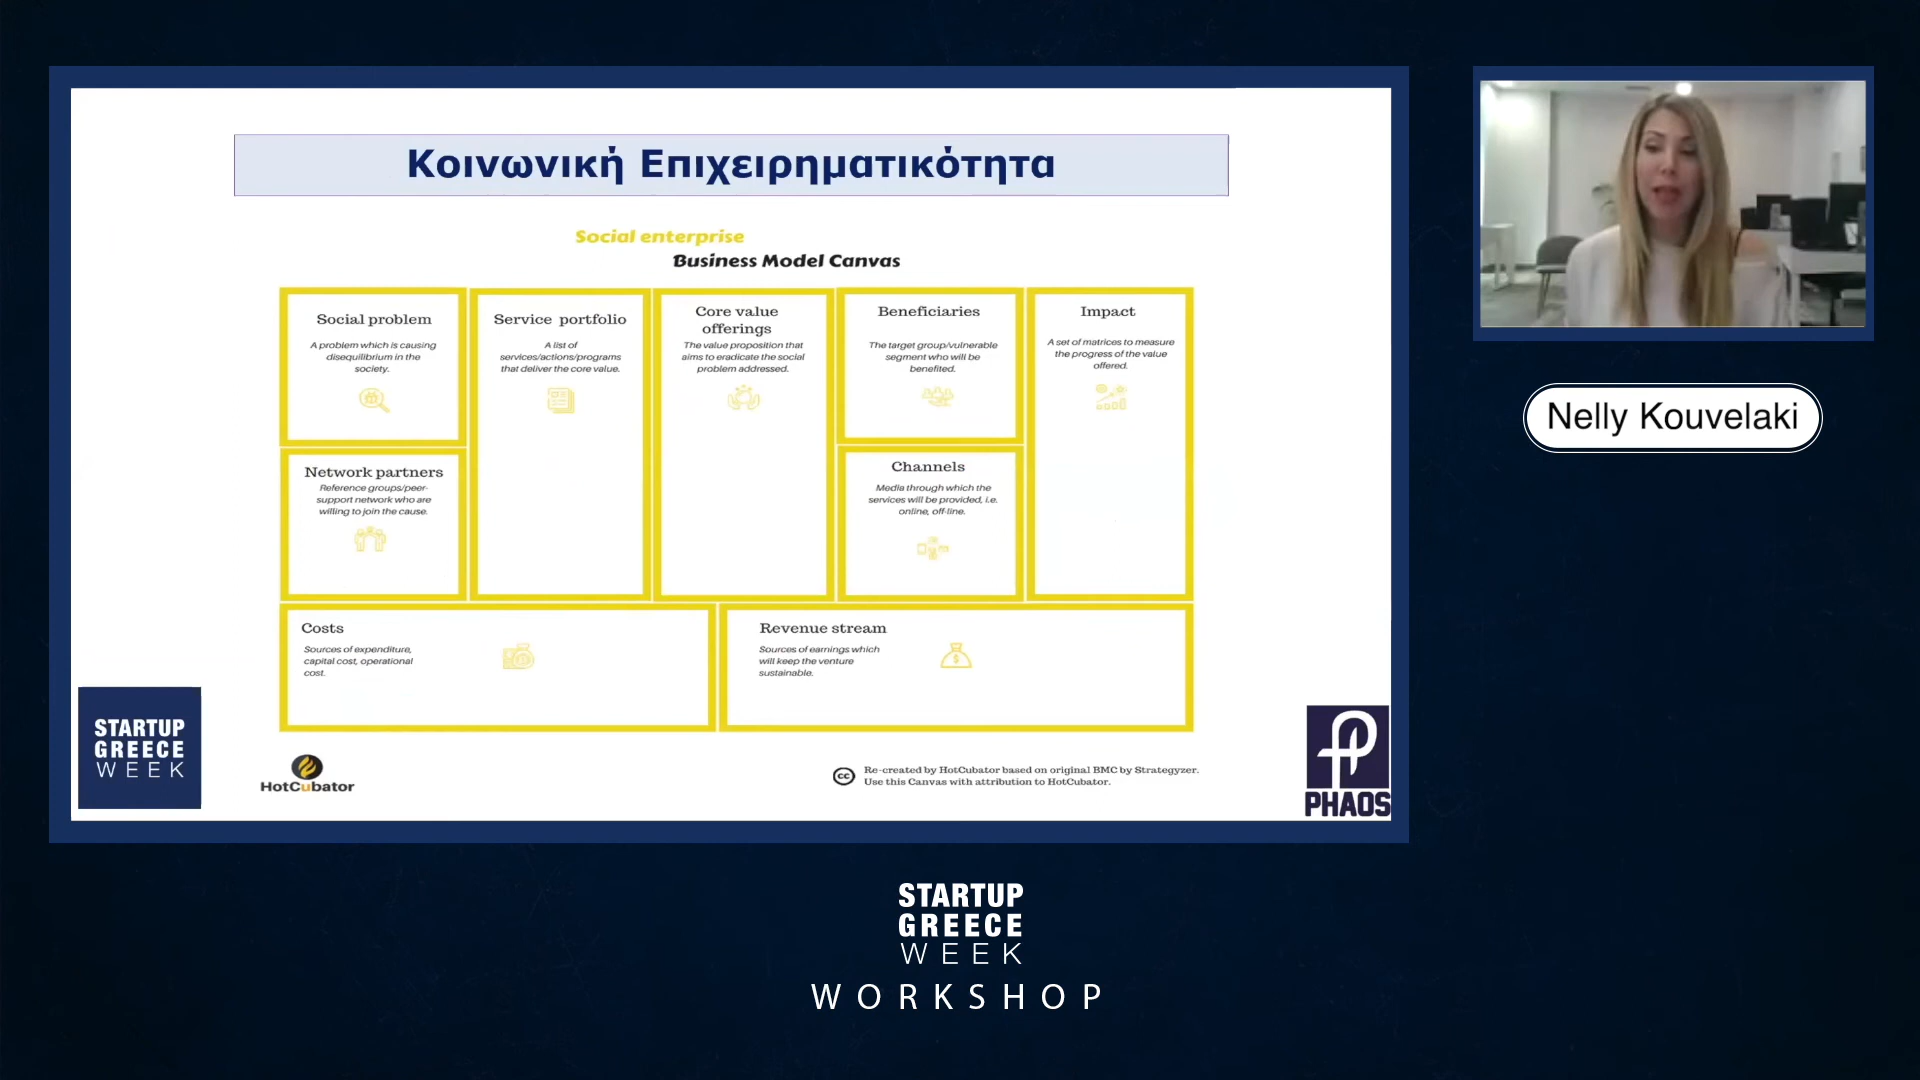 Κοινωνική Επιχειρηματικότητα
Social enterprise
Business Model Canvas
Social problem
A problem which is causing
disequilibrium in the
society.
Service portfolio
A list of
services/actions/programs
that deliver the core value.
Core value
offerings
The value proposition that
aims to eradicate the social
problem addressed.
Beneficiaries
The target group/vulnerable
segment who will be
benefited.
Impact
A set of matrices to measure
the progress of the value
offered.
Network partners
Reference groups/peer-
support network who are
willing to join the cause.
Channels
Media through which the
services will be provided, i.e.
online, off-line.
Costs
Sources of expenditure,
capital cost, operational
cost.
Revenue stream
Sources of earnings which
will keep the venture
sustainable.
STARTUP
GREECE
WEEK
HotCubator
cc
Re-created by HotCubator based on original BMC by Strategyzer.
Use this Canvas with attribution to HotCubator.
PHAOS
Nelly Kouvelaki
STARTUP
GREECE
WEEK
WORKSHOP